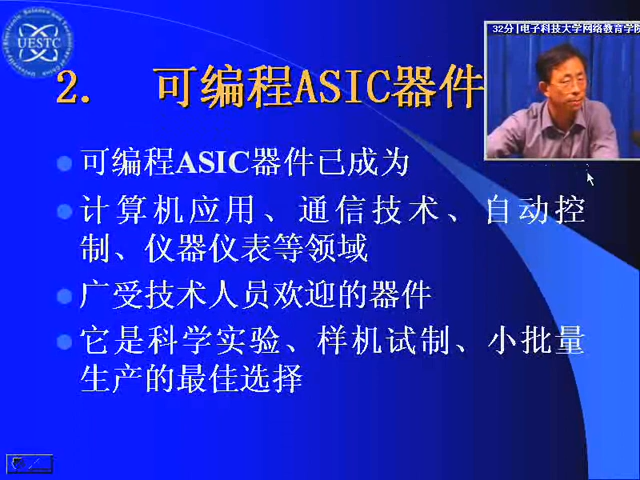 UESTC
32分|电子科技大学网络教育学院
2. 可编程ASIC器件
可编程ASIC器件已成为
计算机应用、通信技术、自动控
制、仪器仪表等领域
广受技术人员欢迎的器件
它是科学实验、样机试制、小批量
生产的最佳选择